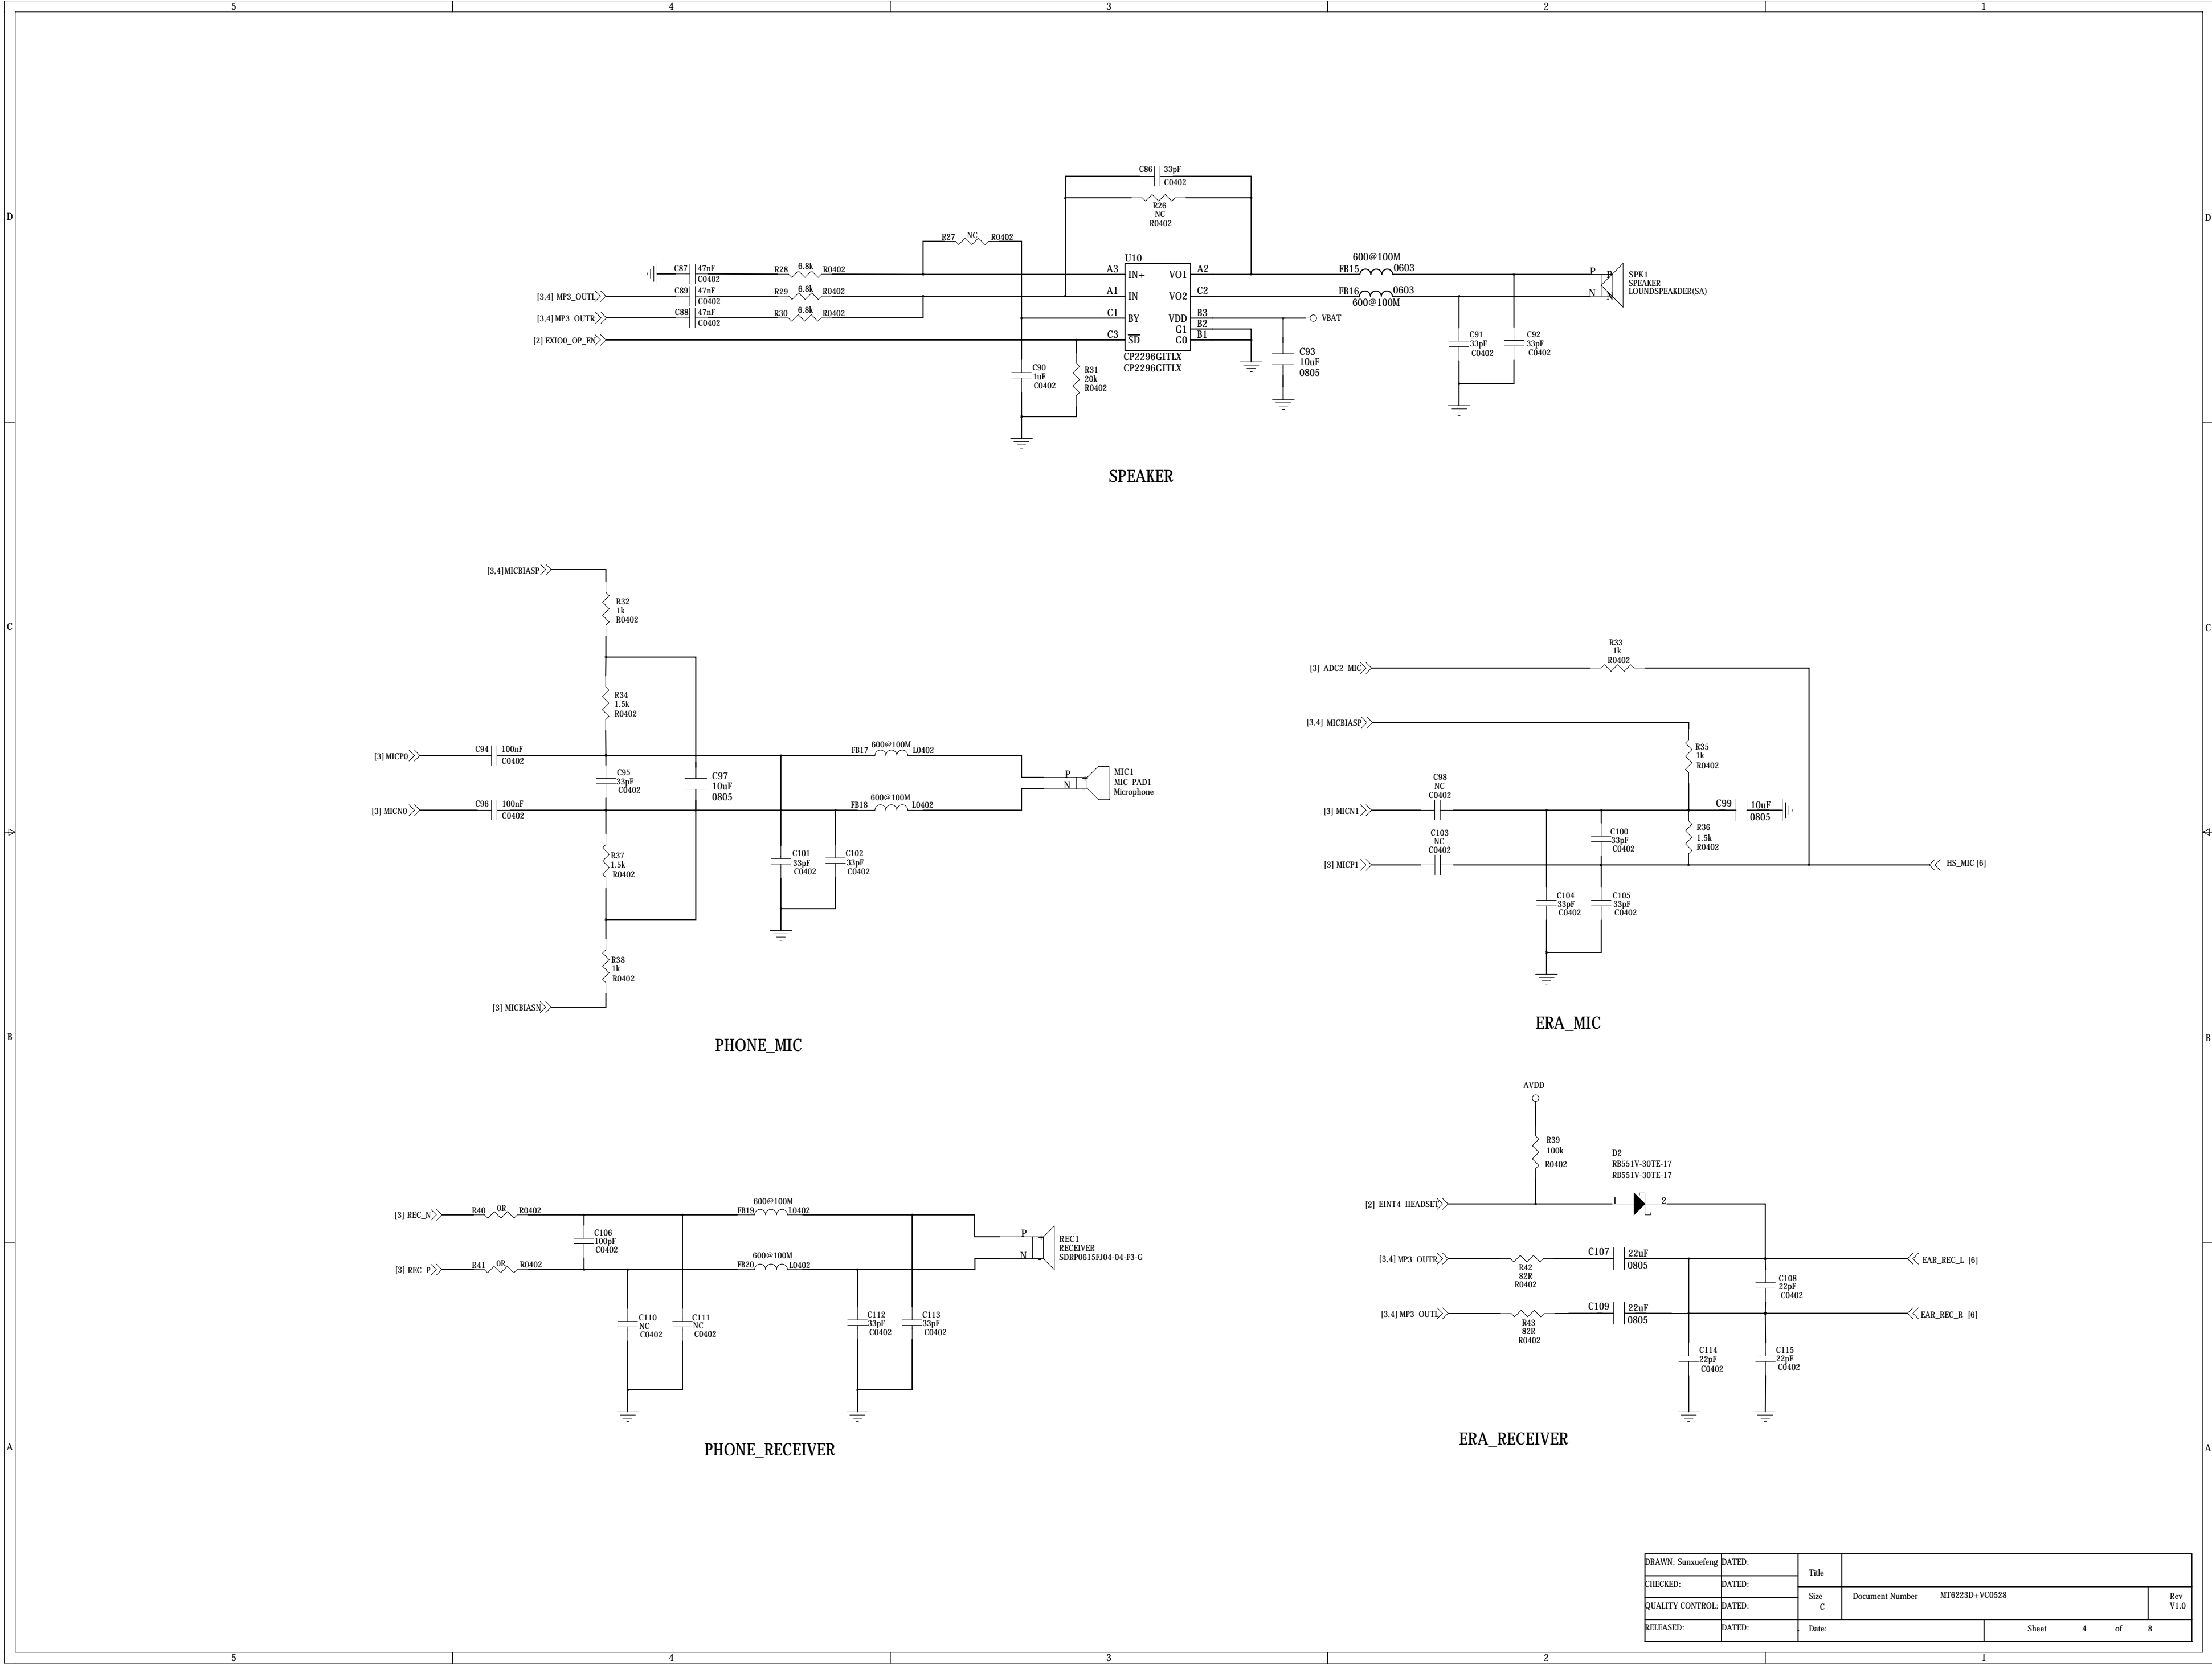 5 4 3 2 1
D D
C C
B B
A A
C86 33pF
C0402
R26
NC
R0402
R27 NC R0402
U10
C87 47nF
C0402
R28 6.8k R0402
A3 IN+ VO1 A2
600@100M
FB15 0603
P P
SPK1
SPEAKER
LOUNDSPEAKDER(SA)
[3,4] MP3_OUTL
C89 47nF
C0402
R29 6.8k R0402
A1 IN- VO2 C2
FB16 0603
600@100M
N N
[3,4] MP3_OUTR
C88 47nF
C0402
R30 6.8k R0402
C1 BY VDD B3
VBAT
G1 B2
[2] EXIO0_OP_EN
C3 SD G0 B1
CP2296GITLX
CP2296GITLX
C90
1uF
C0402
R31
20k
R0402
C93
10uF
0805
C91
33pF
C0402
C92
33pF
C0402
SPEAKER
[3,4]MICBIASP
R32
1k
R0402
R34
1.5k
R0402
[3]MICP0
C94 100nF
C0402
FB17 600@100M L0402
C95
33pF
C0402
C97
10uF
0805
P +
N -
MIC1
MIC_PAD1
Microphone
[3] MICN0
C96 100nF
C0402
FB18 600@100M L0402
R37
1.5k
R0402
C101
33pF
C0402
C102
33pF
C0402
R38
1k
R0402
[3] MICBIASN
PHONE_MIC
R33
1k
R0402
[3] ADC2_MIC
[3,4] MICBIASP
R35
1k
R0402
C98
NC
C0402
[3] MICN1
C99 10uF
0805
C103
NC
C0402
C100
33pF
C0402
R36
1.5k
R0402
[3] MICP1
HS_MIC [6]
C104
33pF
C0402
C105
33pF
C0402
ERA_MIC
[3] REC_N
R40 0R R0402
600@100M
FB19 L0402
C106
100pF
C0402
P +
N -
REC1
RECEIVER
SDRP0615FJ04-04-F3-G
[3] REC_P
R41 0R R0402
600@100M
FB20 L0402
C110
NC
C0402
C111
NC
C0402
C112
33pF
C0402
C113
33pF
C0402
PHONE_RECEIVER
AVDD
R39
100k
R0402
D2
RB551V-30TE-17
RB551V-30TE-17
[2] EINT4_HEADSET
1 2
[3,4] MP3_OUTR
R42
82R
R0402
C107 22uF
0805
EAR_REC_L [6]
C108
22pF
C0402
[3,4] MP3_OUTL
R43
82R
R0402
C109 22uF
0805
EAR_REC_R [6]
C114
22pF
C0402
C115
22pF
C0402
ERA_RECEIVER
DRAWN: Sunxuefeng DATED:
Title
CHECKED: DATED:
Size
C
Document Number MT6223D+VC0528
Rev
V1.0
QUALITY CONTROL: DATED:
RELEASED: DATED:
Date:
Sheet 4 of 8
5 4 3 2 1